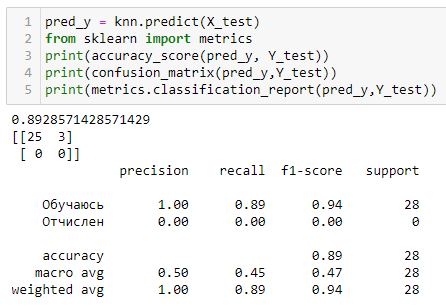 1 pred_y = knn.predict(X_test)
2 from sklearn import metrics
3 print(accuracy_score(pred_y, Y_test))
4 print(confusion_matrix(pred_y,Y_test))
5 print(metrics.classification_report(pred_y,Y_test))
0.8928571428571429
[[25 3]
[ 0 0]]
precision recall f1-score support
Обучаюсь 1.00 0.89 0.94 28
Отчислен 0.00 0.00 0.00 0
accuracy 0.89 28
macro avg 0.50 0.45 0.47 28
weighted avg 1.00 0.89 0.94 28